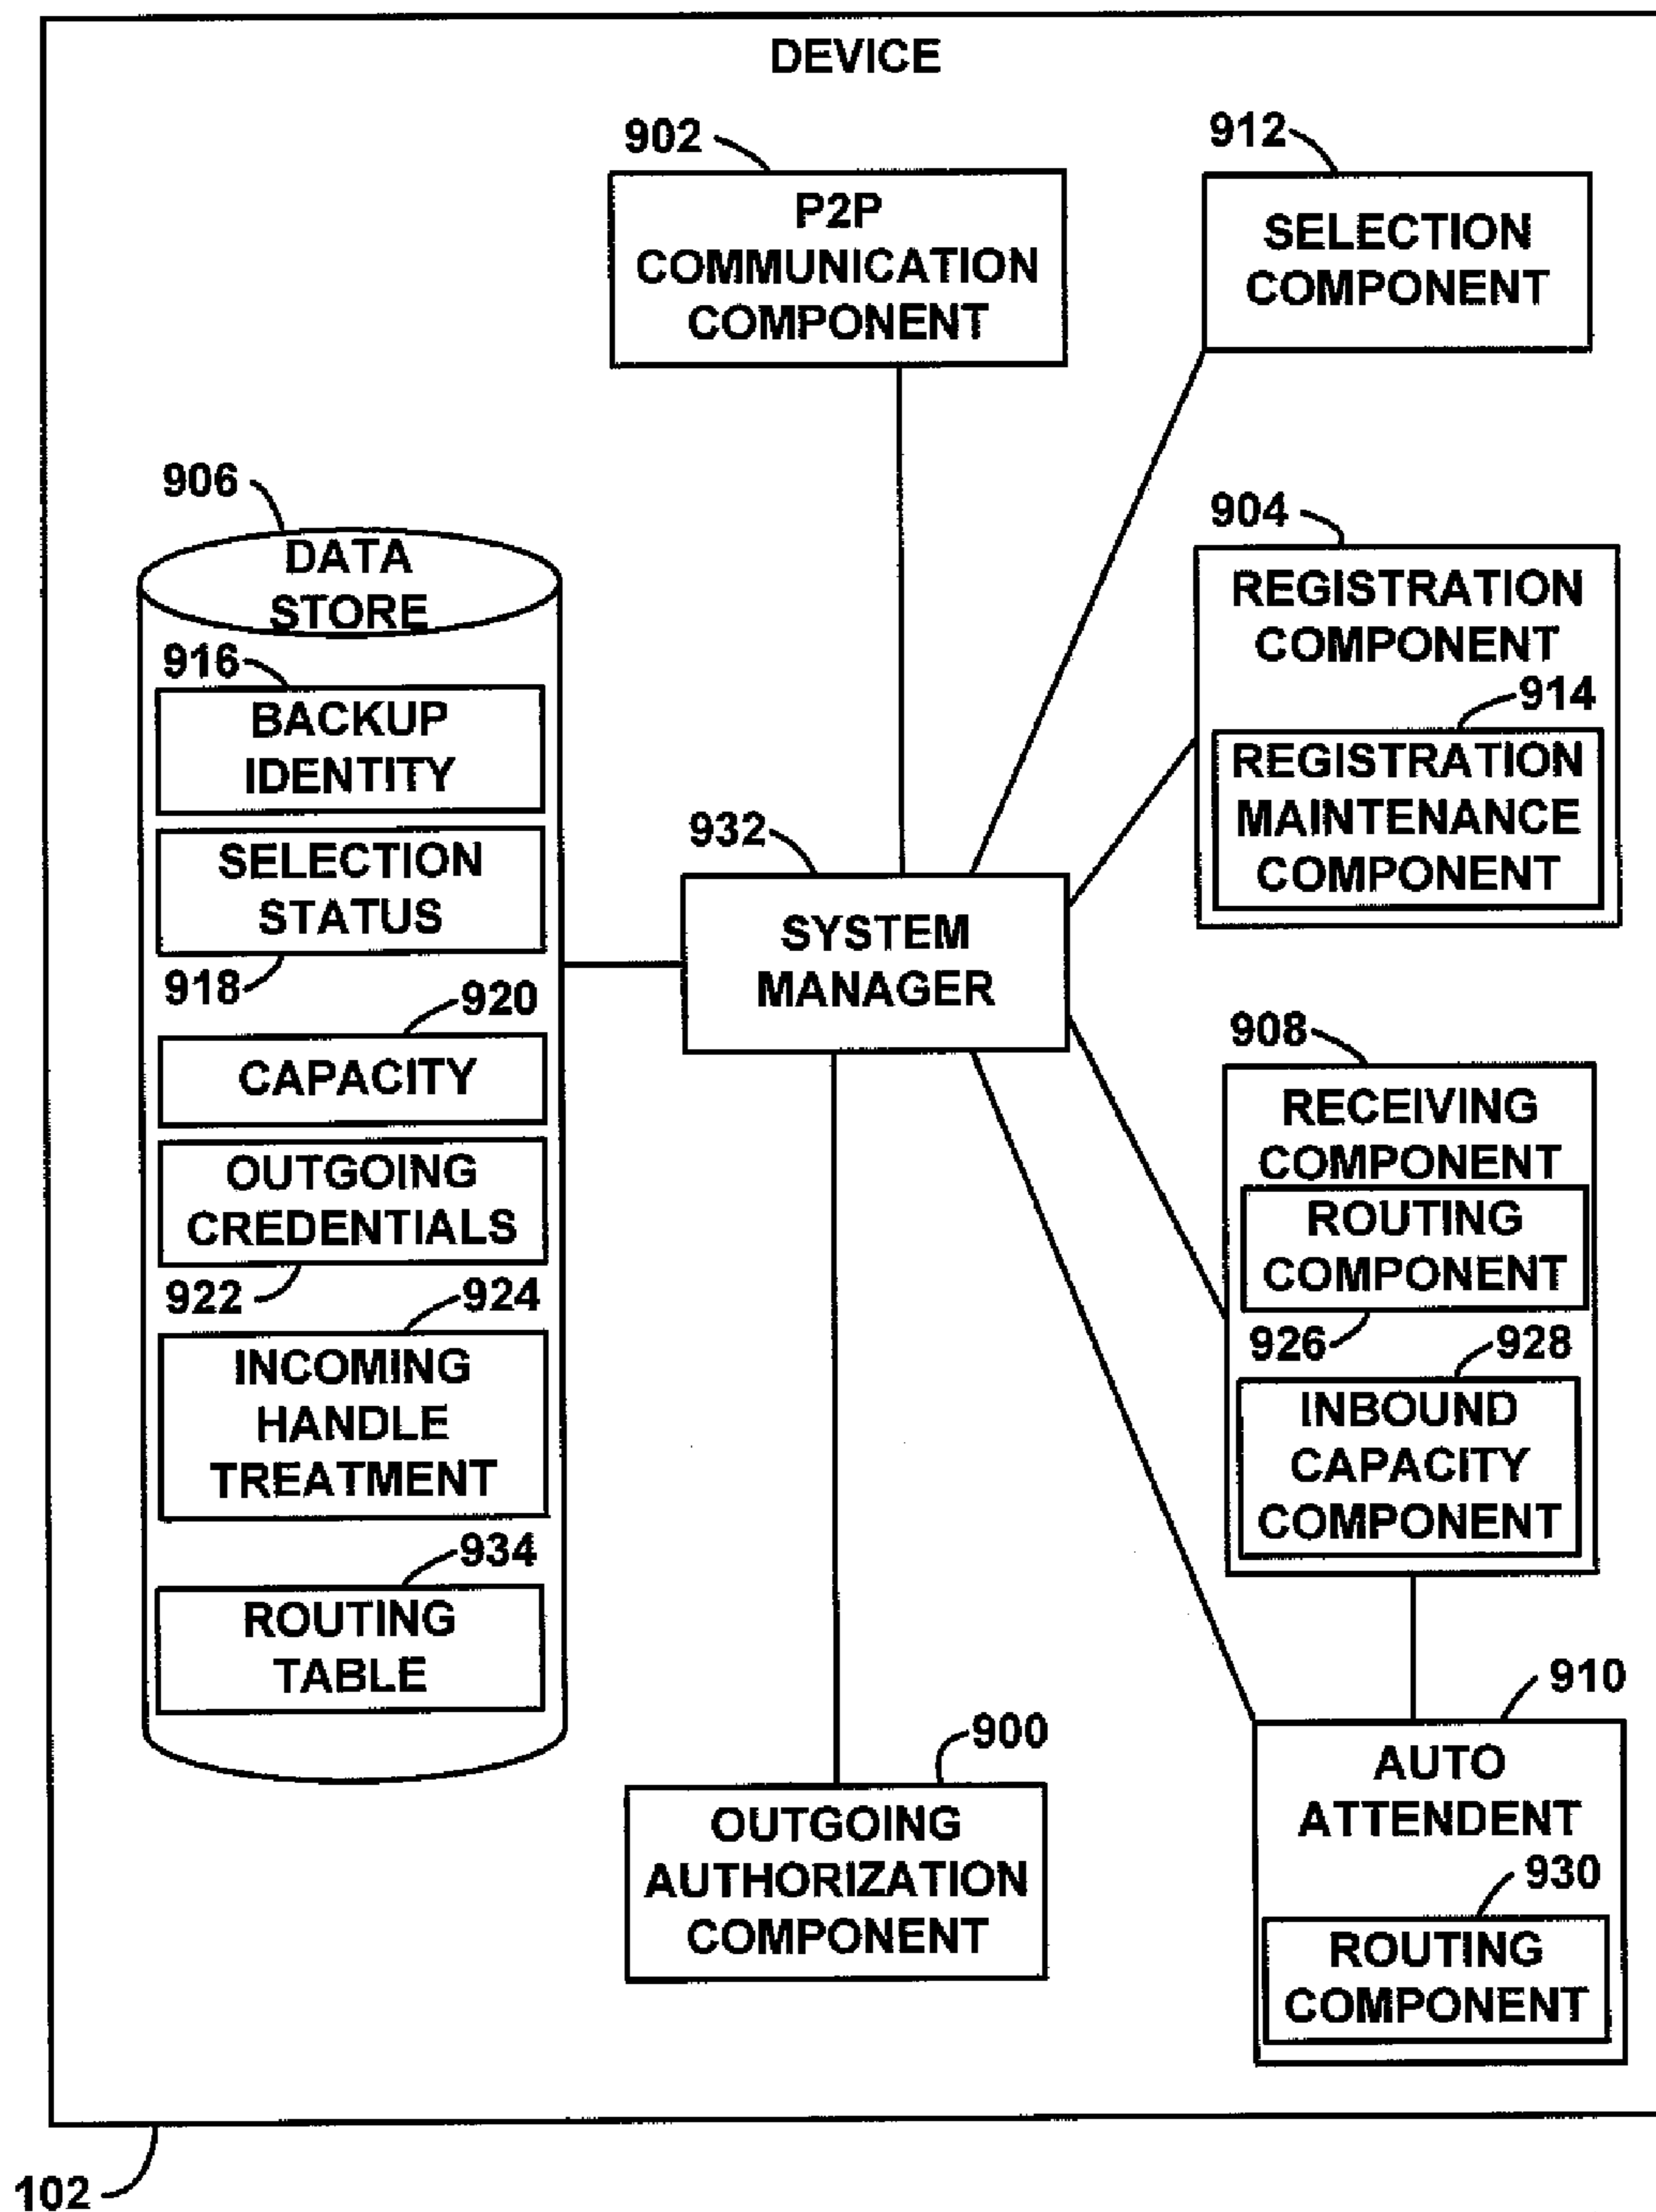 DEVICE
902
P2P
COMMUNICATION
COMPONENT
912
SELECTION
COMPONENT
906
DATA
STORE
916
BACKUP
IDENTITY
SELECTION
STATUS
918
920
CAPACITY
OUTGOING
CREDENTIALS
922
924
INCOMING
HANDLE
TREATMENT
934
ROUTING
TABLE
932
SYSTEM
MANAGER
904
REGISTRATION
COMPONENT
914
REGISTRATION
MAINTENANCE
COMPONENT
908
RECEIVING
COMPONENT
ROUTING
COMPONENT
926
928
INBOUND
CAPACITY
COMPONENT
900
OUTGOING
AUTHORIZATION
COMPONENT
910
AUTO
ATTENDENT
930
ROUTING
COMPONENT
102